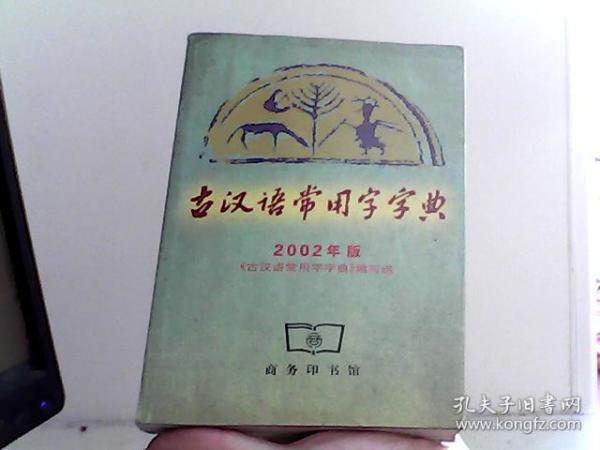 古汉语常用字字典
2002年版
《古汉语常用字字典》编写组
商务印书馆
孔夫子旧书网
www.kongfz.com